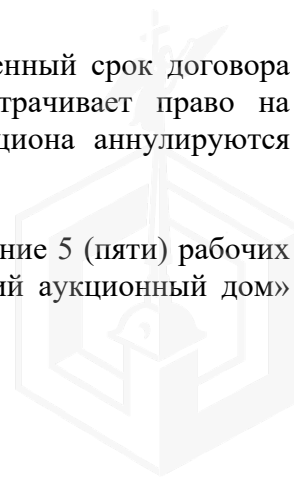 енный срок договора
трачивает право на
циона аннулируются
ние 5 (пяти) рабочих
ий аукционный дом»